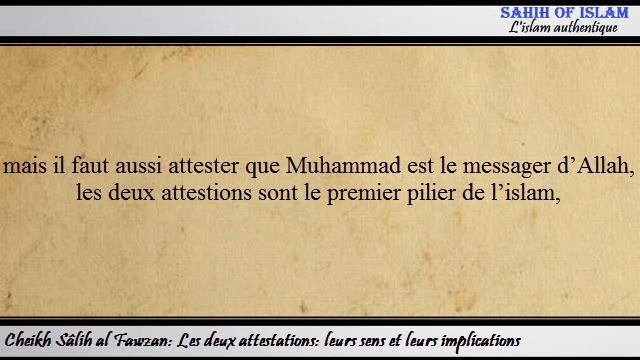 SAHIH OF ISLAM
L'islam authentique
mais il faut aussi attester que Muhammad est le messager d’Allah,
les deux attestions sont le premier pilier de l’islam,
Cheikh Sâlih al Fawzan: Les deux attestations: leurs sens et leurs implications